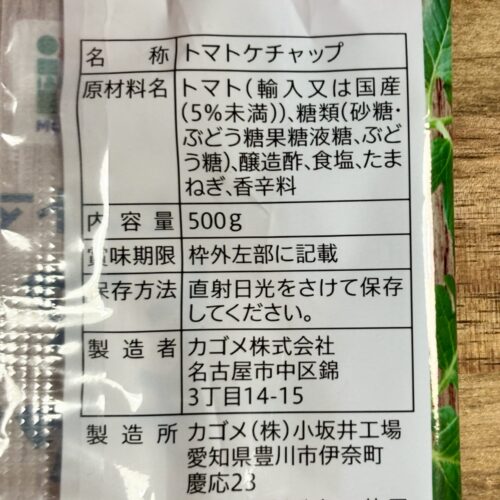 名称 トマトケチャップ
原材料名 トマト(輸入又は国産
(5%未満))、糖類(砂糖・
ぶどう糖果糖液糖、ぶど
う糖)、醸造酢、食塩、たま
ねぎ、香辛料
内容量 500g
賞味期限 枠外左部に記載
保存方法 直射日光をさけて保存
してください。
製造者 カゴメ株式会社
名古屋市中区錦
3丁目14-15
製造所 カゴメ(株)小坂井工場
愛知県豊川市伊奈町
慶応23